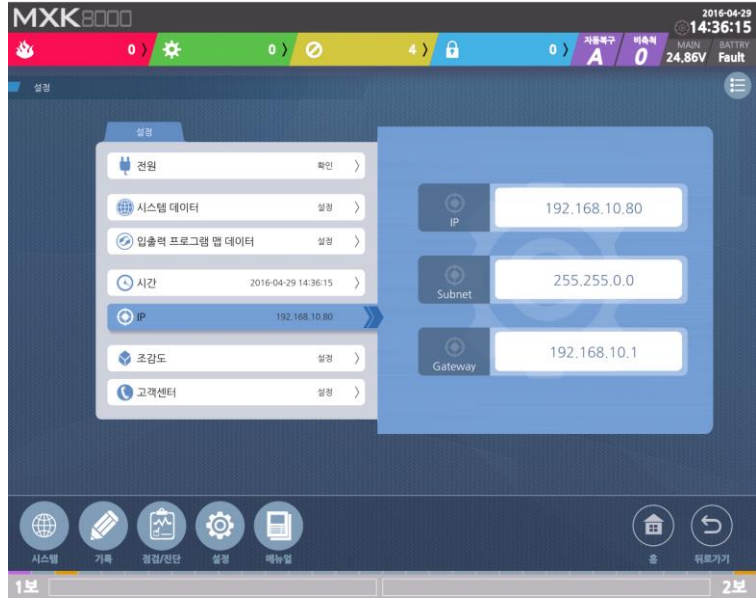 MXK8000
2016-04-29
14:36:15
0 〉 0 〉 4 〉 0 〉
자동복구 A
비축적 0
MAIN 24.86V
BATTRY Fault
설정
설정
전원 확인 〉
시스템 데이터 설정 〉
입출력 프로그램 맵 데이터 설정 〉
시간 2016-04-29 14:36:15 〉
IP 192.168.10.80
조감도 설정 〉
고객센터 설정 〉
IP 192.168.10.80
Subnet 255.255.0.0
Gateway 192.168.10.1
시스템 기록 점검/진단 설정 메뉴얼 홈 뒤로가기
1보 2보